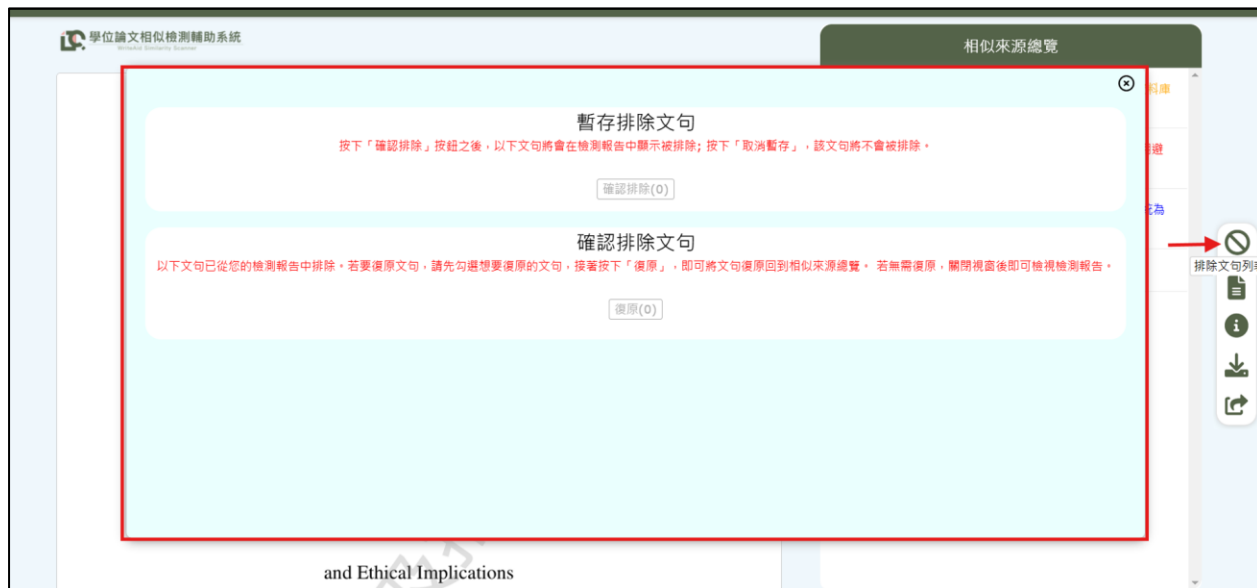 學位論文相似檢測輔助系統
WriteAid Similarity Scanner
相似來源總覽
料庫
暫存排除文句
按下「確認排除」按鈕之後，以下文句將會在檢測報告中顯示被排除; 按下「取消暫存」，該文句將不會被排除。
確認排除(0)
確認排除文句
以下文句已從您的檢測報告中排除。若要復原文句，請先勾選想要復原的文句，接著按下「復原」，即可將文句復原回到相似來源總覽。 若無需復原，關閉視窗後即可檢視檢測報告。
為
排除文句列
復原(0)
and Ethical Implications